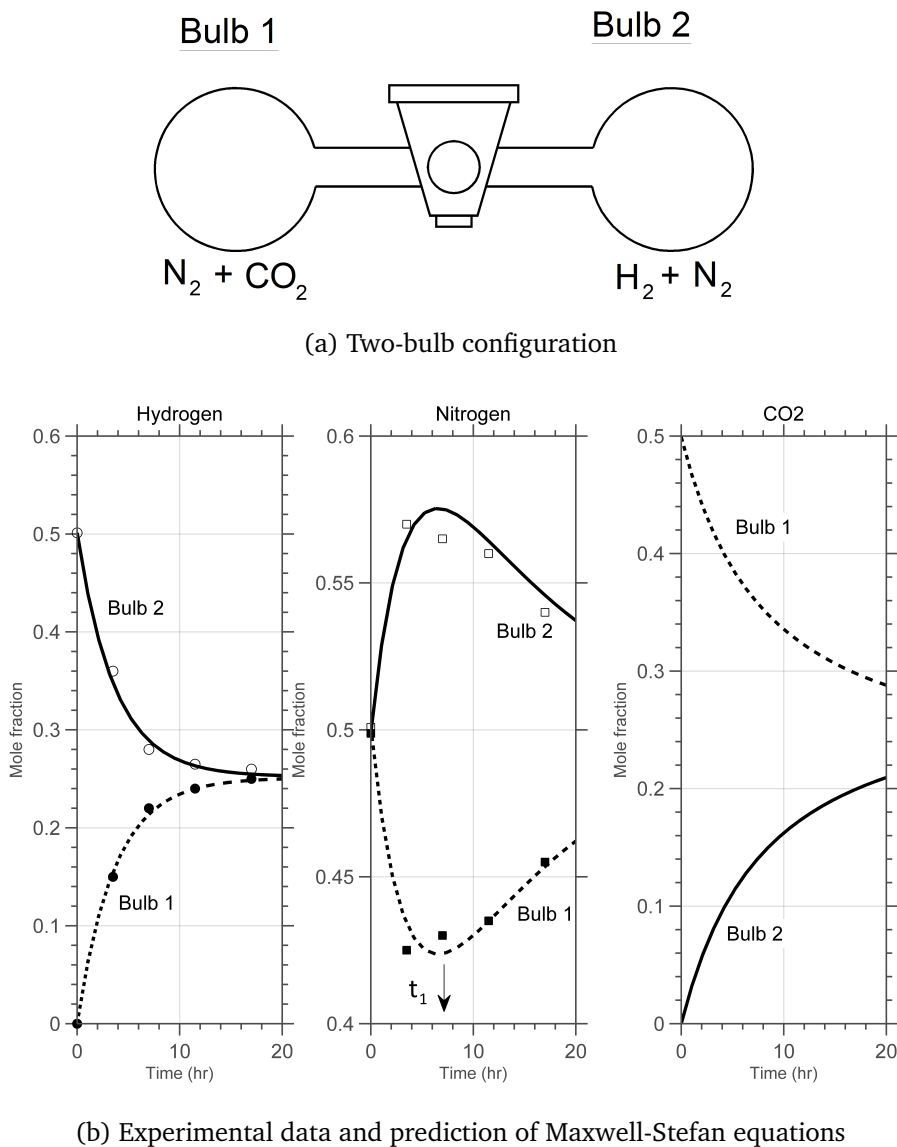 Bulb 1
Bulb 2
N₂ + CO₂
H₂ + N₂
(a) Two-bulb configuration
Hydrogen
0.6
0.5
0.4
0.3
0.2
0.1
0
Mole fraction
Bulb 2
Bulb 1
0
10
20
Time (hr)
Nitrogen
0.6
0.55
0.5
0.45
0.4
Mole fraction
Bulb 2
Bulb 1
t₁
0
10
20
Time (hr)
CO2
0.5
0.4
0.3
0.2
0.1
0
Mole fraction
Bulb 1
Bulb 2
0
10
20
Time (hr)
(b) Experimental data and prediction of Maxwell-Stefan equations